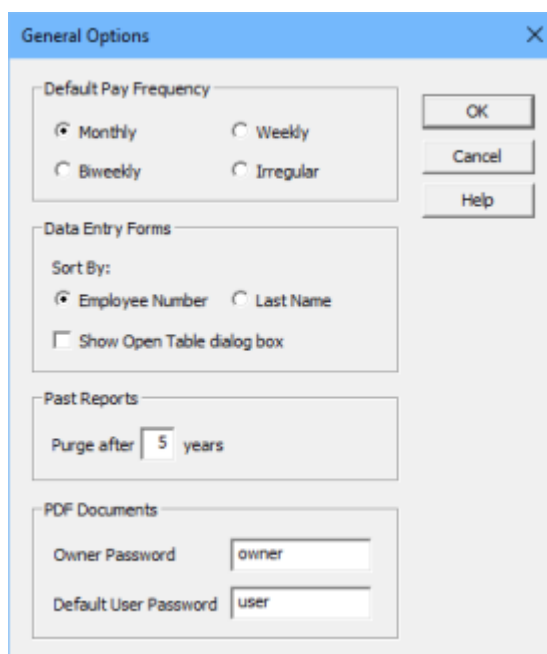 General Options
Default Pay Frequency
Monthly Weekly
Biweekly Irregular
OK
Cancel
Help
Data Entry Forms
Sort By:
Employee Number Last Name
Show Open Table dialog box
Past Reports
Purge after 5 years
PDF Documents
Owner Password owner
Default User Password user